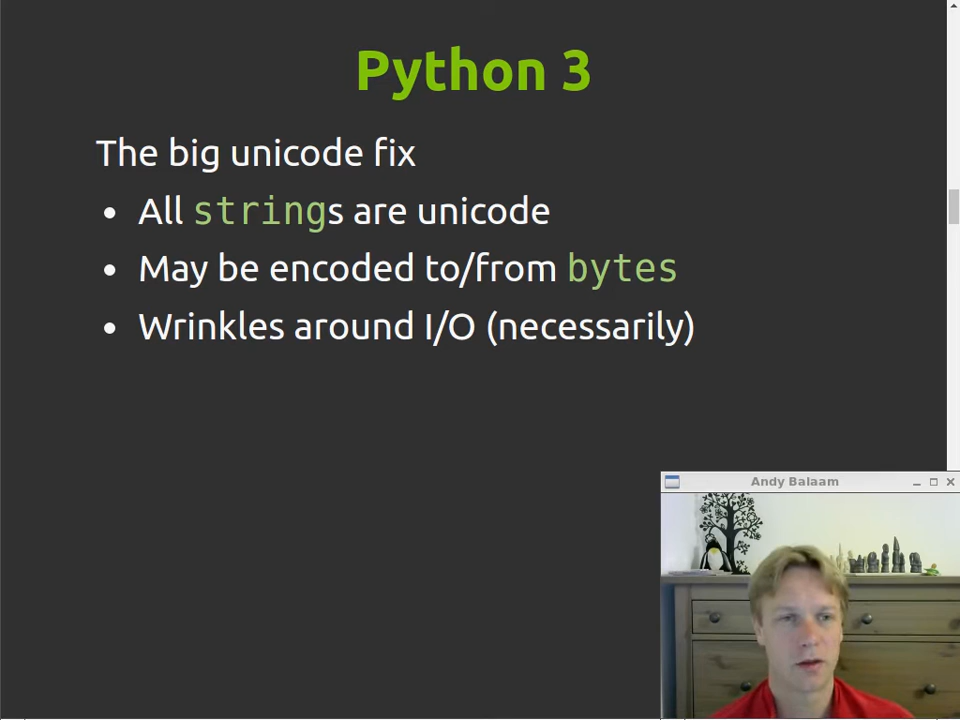 Python 3
The big unicode fix
• All strings are unicode
• May be encoded to/from bytes
• Wrinkles around I/O (necessarily)
Andy Balaam